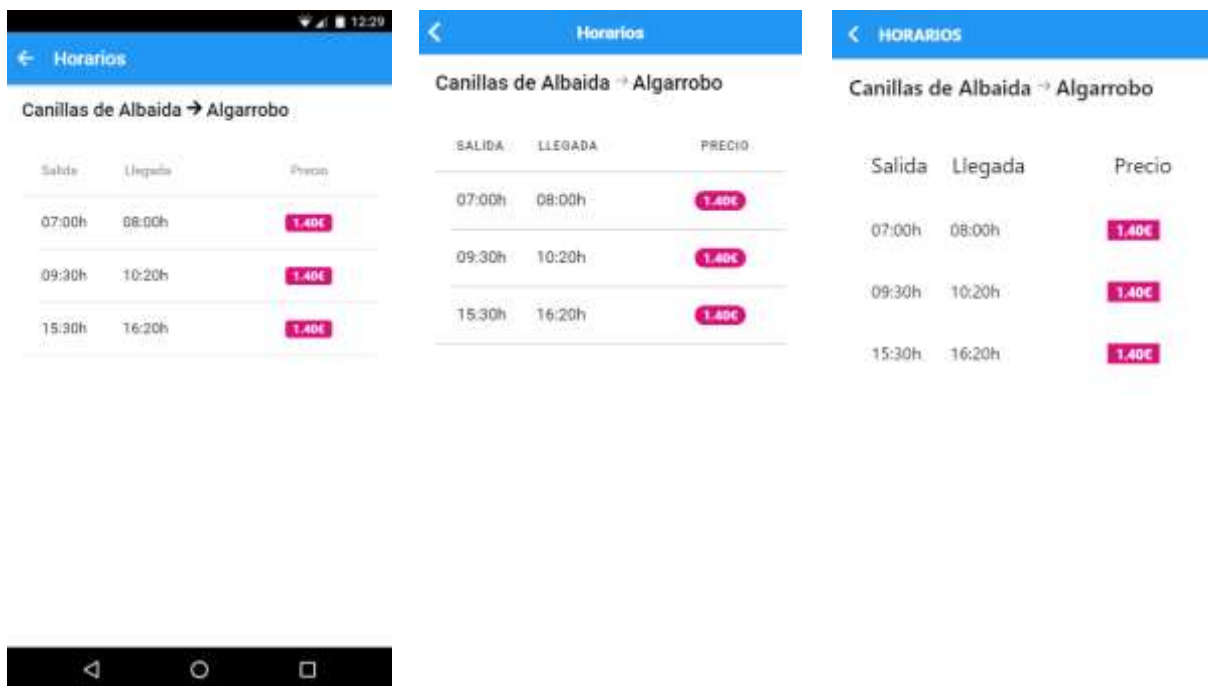 12:29
Horarios
Canillas de Albaida → Algarrobo
Salida Llegada Precio
07:00h 08:00h 1.40€
09:30h 10:20h 1.40€
15:30h 16:20h 1.40€
Horarios
Canillas de Albaida → Algarrobo
SALIDA LLEGADA PRECIO
07:00h 08:00h 1.40€
09:30h 10:20h 1.40€
15:30h 16:20h 1.40€
HORARIOS
Canillas de Albaida → Algarrobo
Salida Llegada Precio
07:00h 08:00h 1.40€
09:30h 10:20h 1.40€
15:30h 16:20h 1.40€